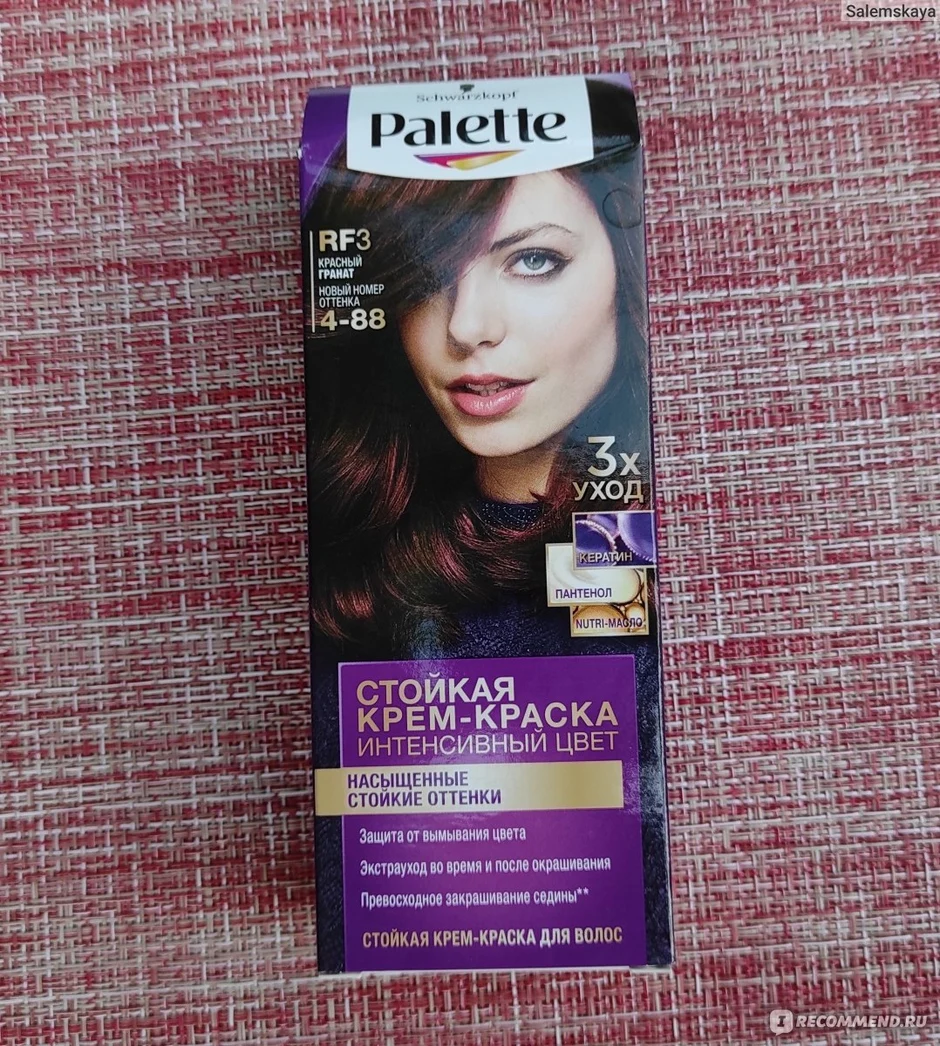 Salemskaya
Schwarzkopf
Palette
RF3
КРАСНЫЙ
ГРАНАТ
НОВЫЙ НОМЕР
ОТТЕНКА
4-88
3x
УХОД
КЕРАТИН
ПАНТЕНОЛ
NUTRI-МАСЛО
СТОЙКАЯ
КРЕМ-КРАСКА
ИНТЕНСИВНЫЙ ЦВЕТ
НАСЫЩЕННЫЕ
СТОЙКИЕ ОТТЕНКИ
Защита от вымывания цвета
Экстрауход во время и после окрашивания
Превосходное закрашивание седины**
СТОЙКАЯ КРЕМ-КРАСКА ДЛЯ ВОЛОС
IRECOMMEND.RU